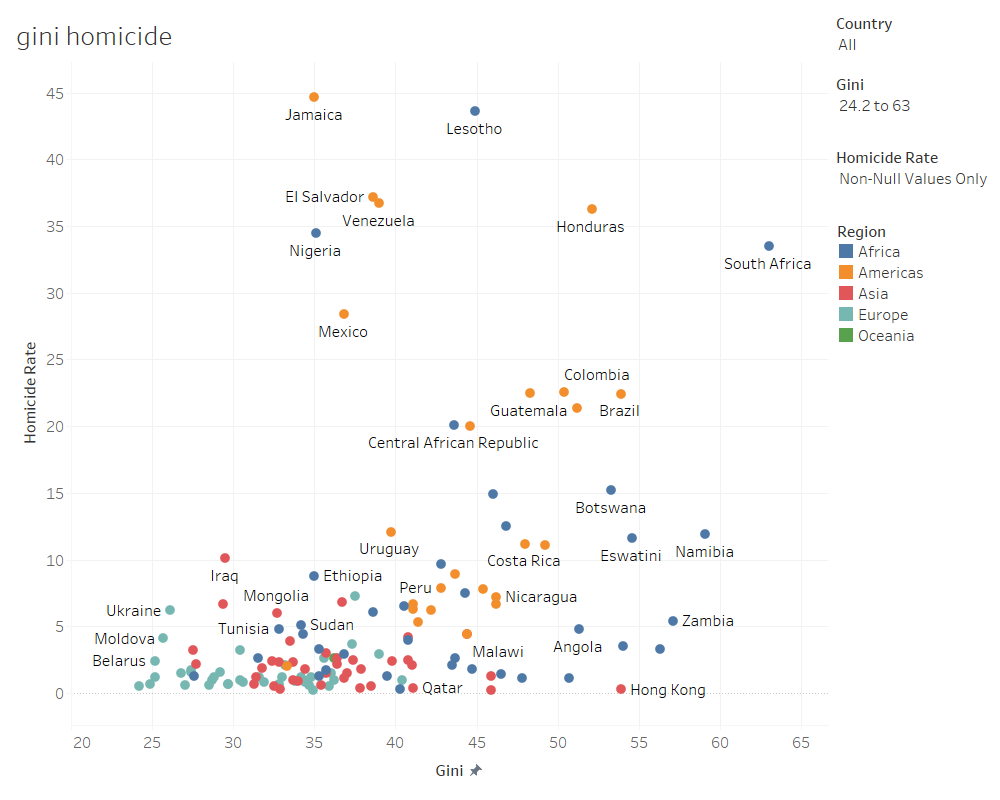 gini homicide
Country
All
Gini
24.2 to 63
Homicide Rate
Non-Null Values Only
Region
Africa
Americas
Asia
Europe
Oceania
Homicide Rate
45
40
35
30
25
20
15
10
5
0
Jamaica
Lesotho
El Salvador
Venezuela
Honduras
Nigeria
South Africa
Mexico
Colombia
Guatemala
Brazil
Central African Republic
Botswana
Uruguay
Costa Rica
Eswatini
Namibia
Iraq
Ethiopia
Peru
Mongolia
Nicaragua
Ukraine
Zambia
Tunisia
Sudan
Moldova
Angola
Malawi
Belarus
Qatar
Hong Kong
20 25 30 35 40 45 50 55 60 65
Gini